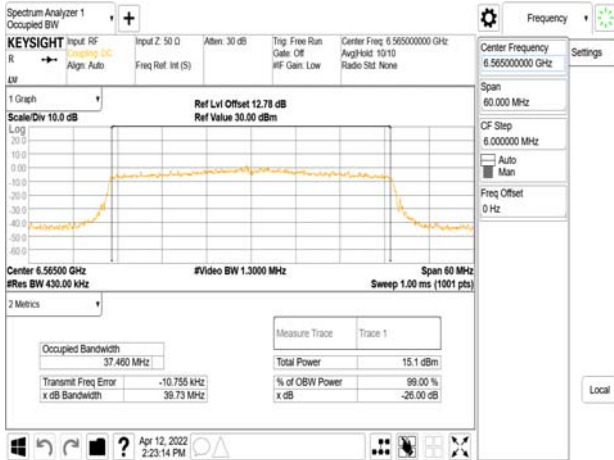 Spectrum Analyzer 1
Occupied BW
Frequency
KEYSIGHT Input: RF
Coupling: DC
Align: Auto
R
LXI
Input Z: 50 Ω
Freq Ref: Int (S)
Atten: 30 dB
Trig: Free Run
Gate: Off
#IF Gain: Low
Center Freq: 6.565000000 GHz
Avg|Hold: 10/10
Radio Std: None
Center Frequency
6.565000000 GHz
Settings
Span
60.000 MHz
CF Step
6.000000 MHz
Auto
Man
Freq Offset
0 Hz
Local
1 Graph
Scale/Div 10.0 dB
Ref Lvl Offset 12.78 dB
Ref Value 30.00 dBm
Log
20.0
10.0
0.00
-10.0
-20.0
-30.0
-40.0
-50.0
-60.0
Center 6.56500 GHz
#Res BW 430.00 kHz
#Video BW 1.3000 MHz
Span 60 MHz
Sweep 1.00 ms (1001 pts)
2 Metrics
Measure Trace Trace 1
Occupied Bandwidth
37.460 MHz
Total Power 15.1 dBm
Transmit Freq Error -10.755 kHz
% of OBW Power 99.00 %
x dB Bandwidth 39.73 MHz
x dB -26.00 dB
?
Apr 12, 2022
2:23:14 PM